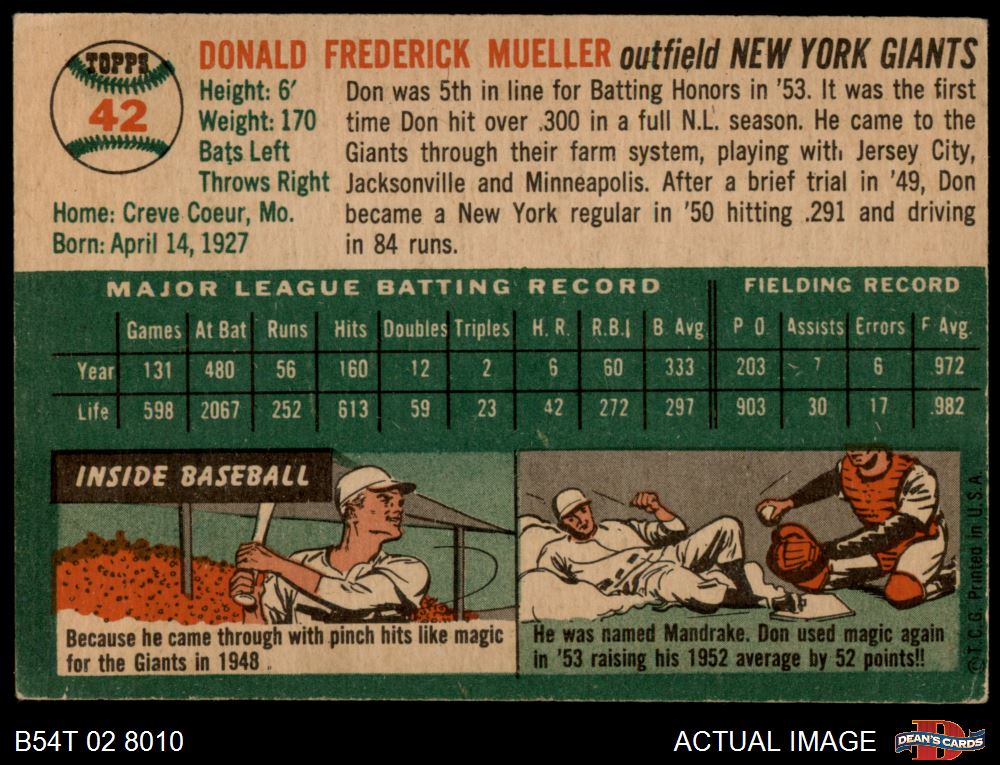 TOPPS
42
DONALD FREDERICK MUELLER outfield NEW YORK GIANTS
Height: 6'
Weight: 170
Bats Left
Throws Right
Home: Creve Coeur, Mo.
Born: April 14, 1927
Don was 5th in line for Batting Honors in '53. It was the first
time Don hit over .300 in a full N.L. season. He came to the
Giants through their farm system, playing with Jersey City,
Jacksonville and Minneapolis. After a brief trial in '49, Don
became a New York regular in '50 hitting .291 and driving
in 84 runs.
MAJOR LEAGUE BATTING RECORD FIELDING RECORD
Games At Bat Runs Hits Doubles Triples H. R. R.B.I B. Avg. P O. Assists Errors F Avg.
Year 131 480 56 160 12 2 6 60 333 203 7 6 .972
Life 598 2067 252 613 59 23 42 272 297 903 30 17 .982
INSIDE BASEBALL
Because he came through with pinch hits like magic
for the Giants in 1948.
He was named Mandrake. Don used magic again
in '53 raising his 1952 average by 52 points!!
©T.C.G. Printed in U.S.A.
B54T 02 8010
ACTUAL IMAGE
DEAN'S CARDS